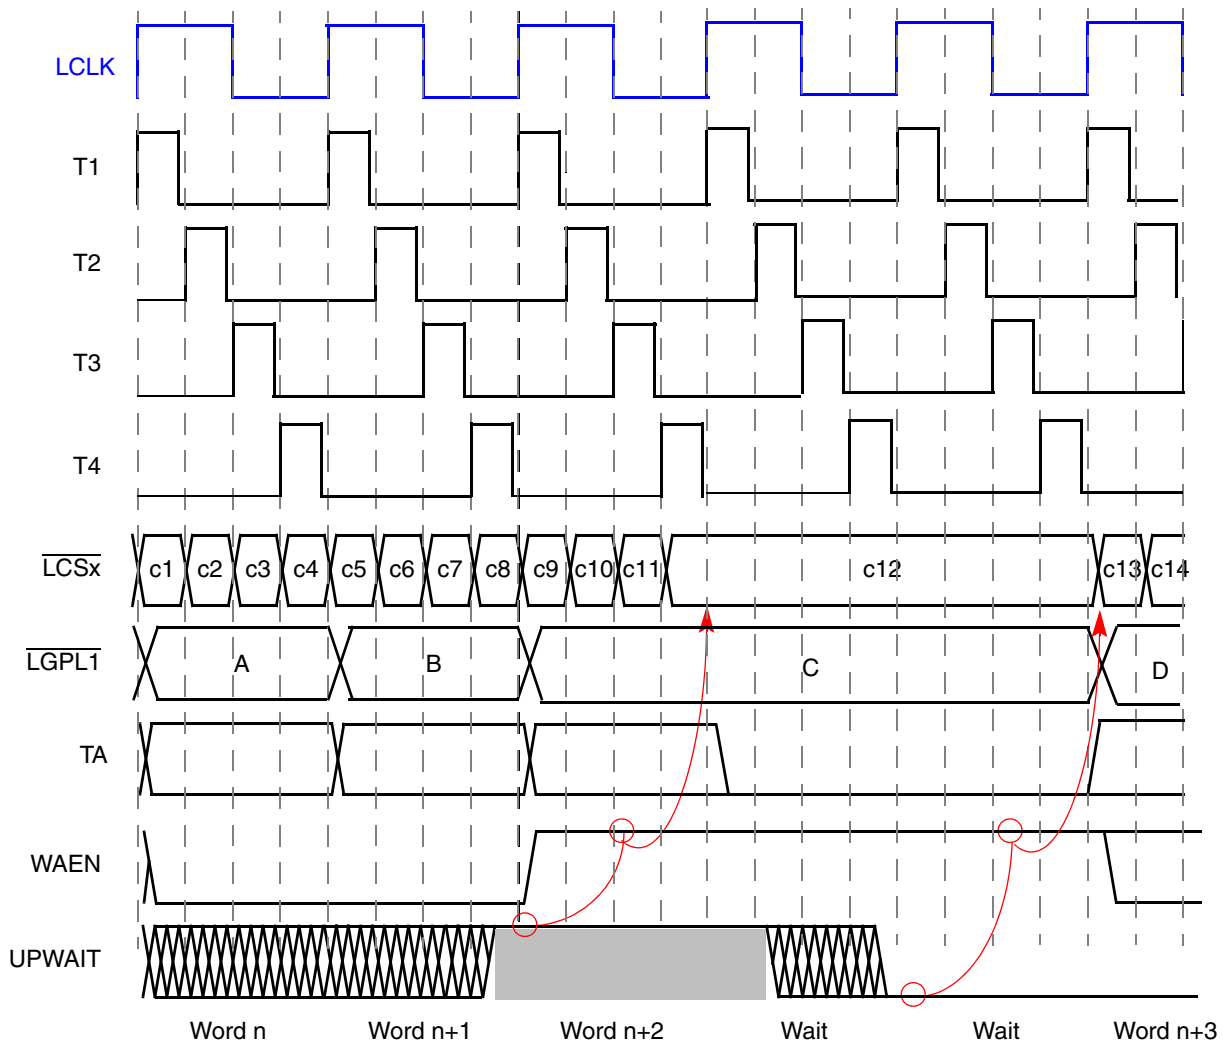 LCLK
T1
T2
T3
T4
LCSx c1 c2 c3 c4 c5 c6 c7 c8 c9 c10 c11 c12 c13 c14
LGPL1 A B C D
TA
WAEN
UPWAIT
Word n Word n+1 Word n+2 Wait Wait Word n+3